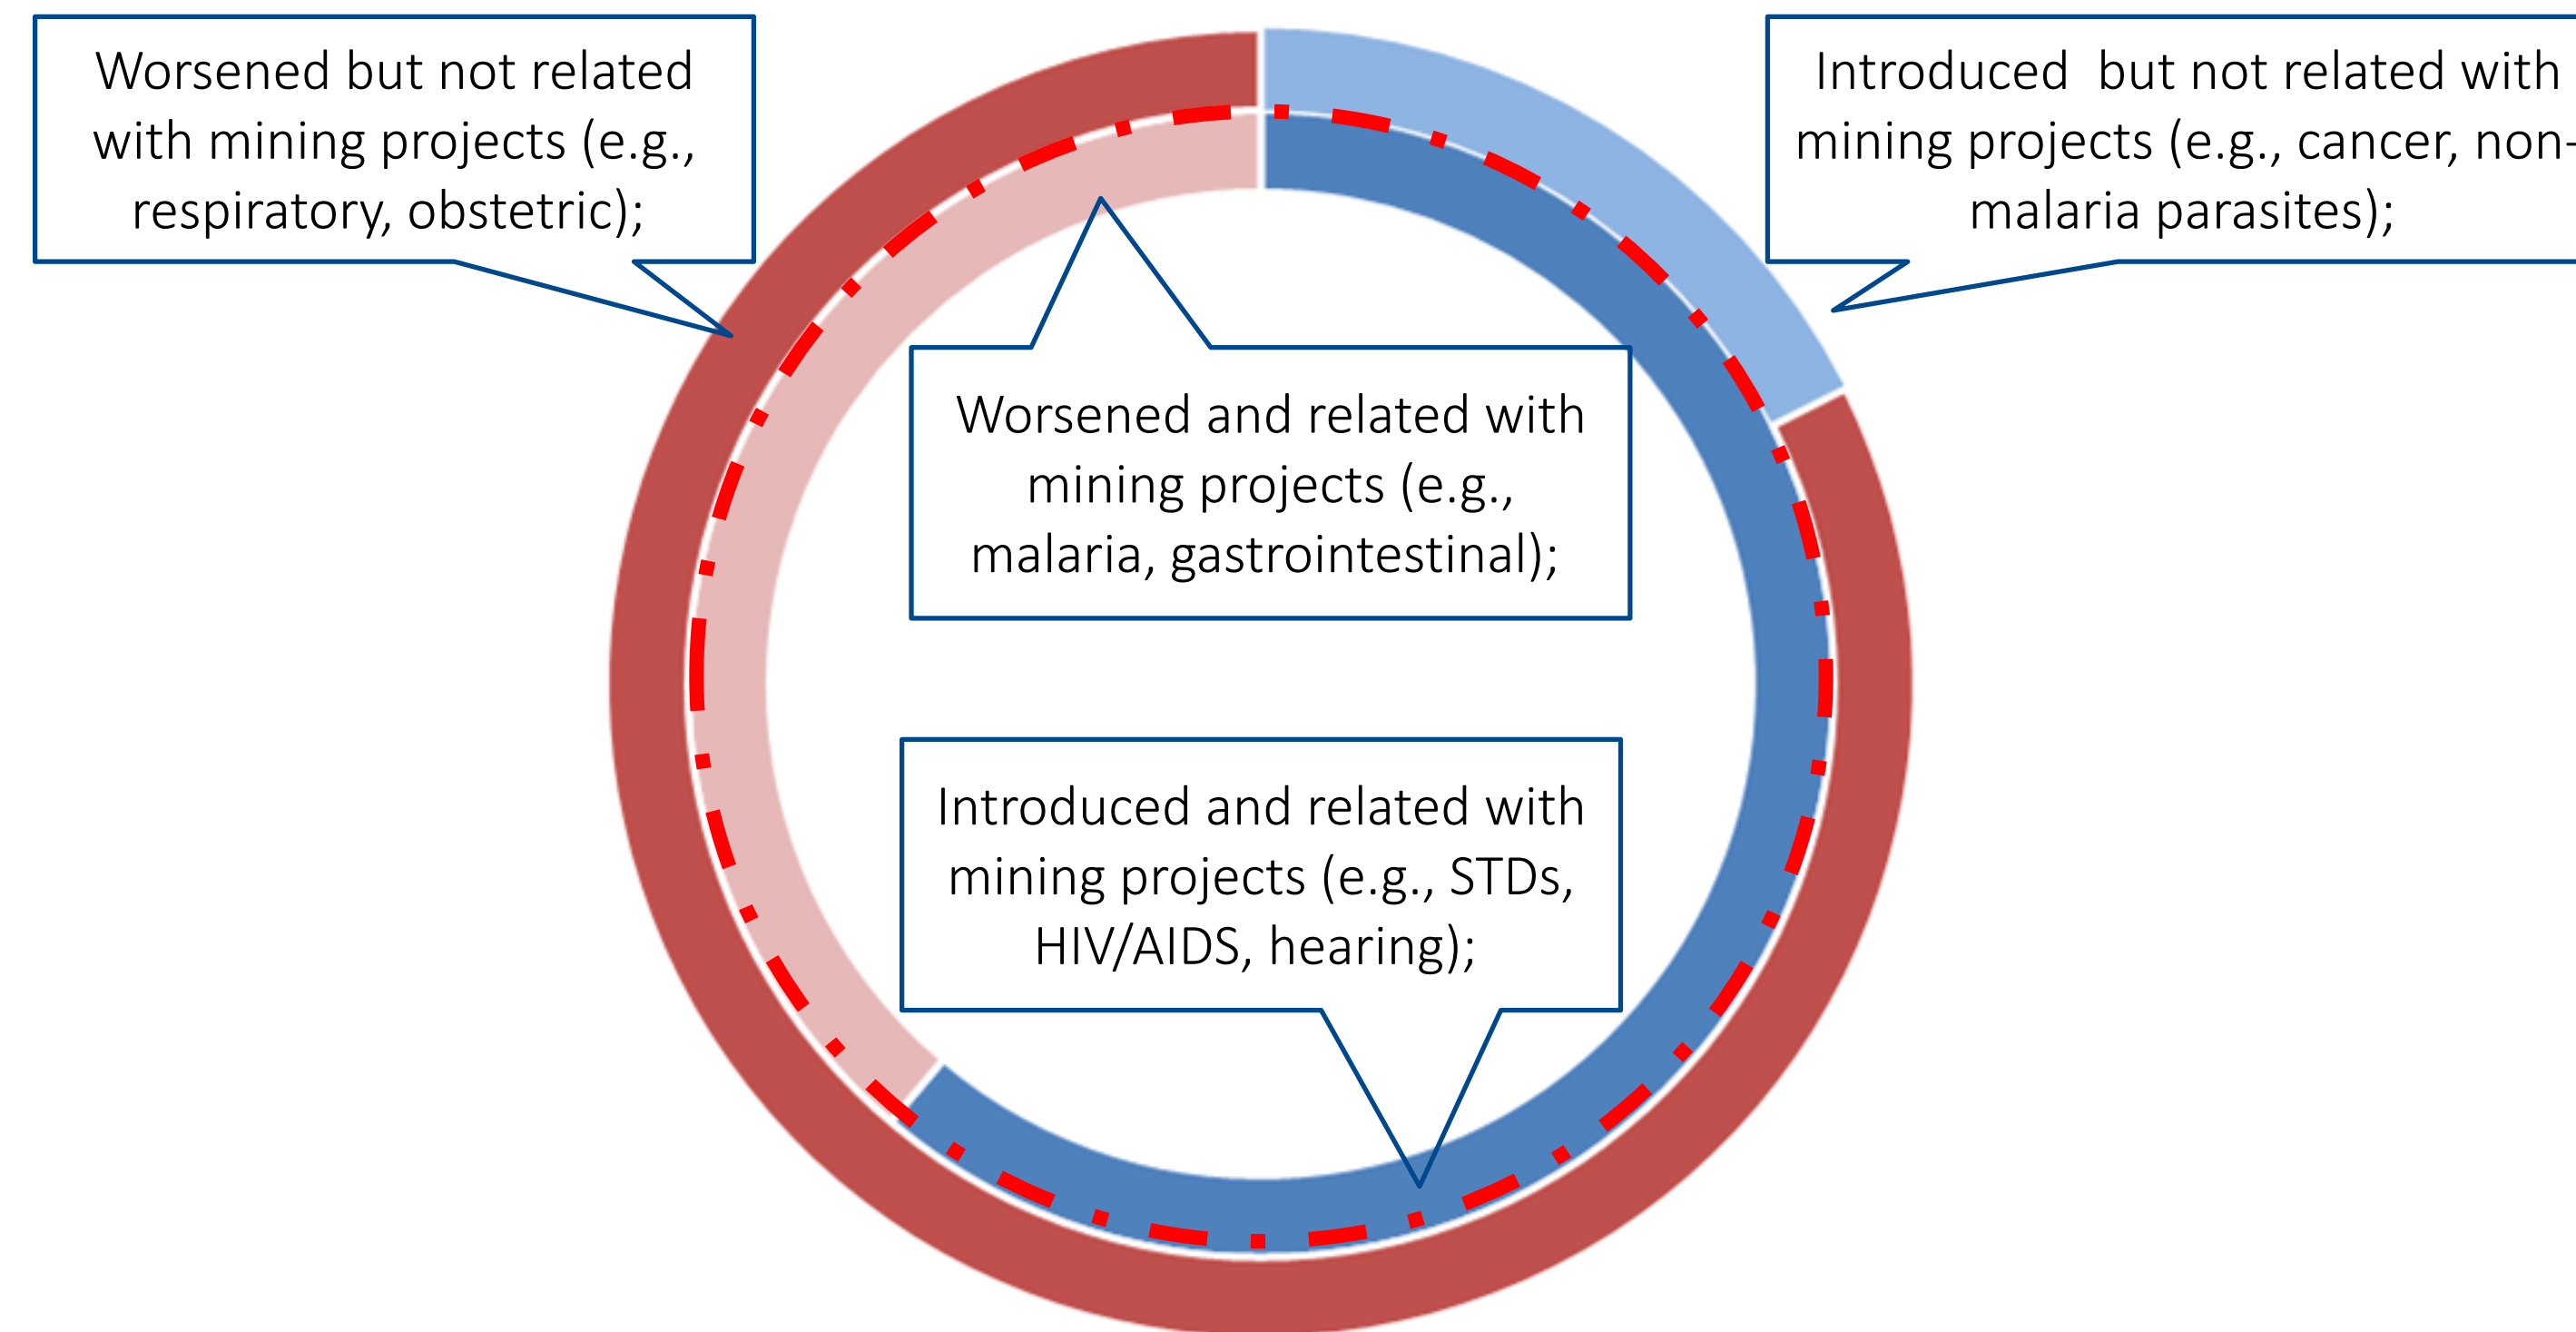 Worsened but not related
with mining projects (e.g.,
respiratory, obstetric);
Introduced  but not related with
mining projects (e.g., cancer, non-
malaria parasites);
Worsened and related with
mining projects (e.g.,
malaria, gastrointestinal);
Introduced and related with
mining projects (e.g., STDs,
HIV/AIDS, hearing);